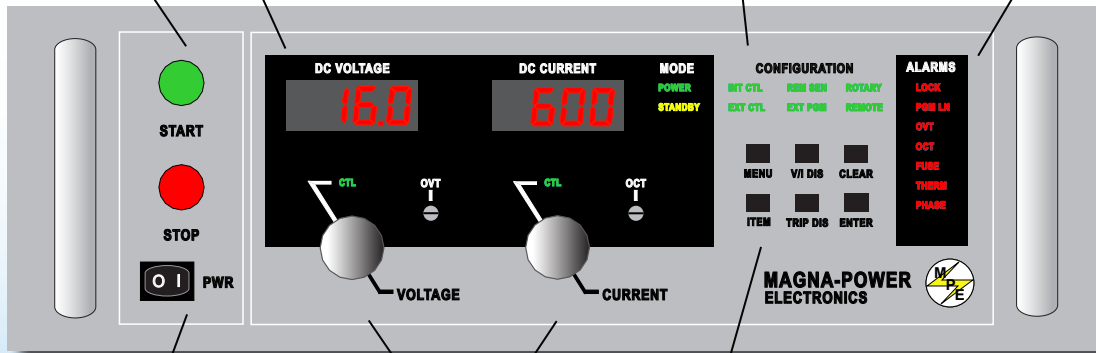 START
STOP
O I PWR
DC VOLTAGE
16.0
DC CURRENT
600
MODE
POWER
STANDBY
CTL
OVT
CTL
OCT
VOLTAGE
CURRENT
CONFIGURATION
INT CTL REM SEN ROTARY
EXT CTL EXT PGM REMOTE
MENU V/I DIS CLEAR
ITEM TRIP DIS ENTER
ALARMS
LOCK
PGM LN
OVT
OCT
FUSE
THERM
PHASE
MAGNA-POWER
ELECTRONICS
MPE